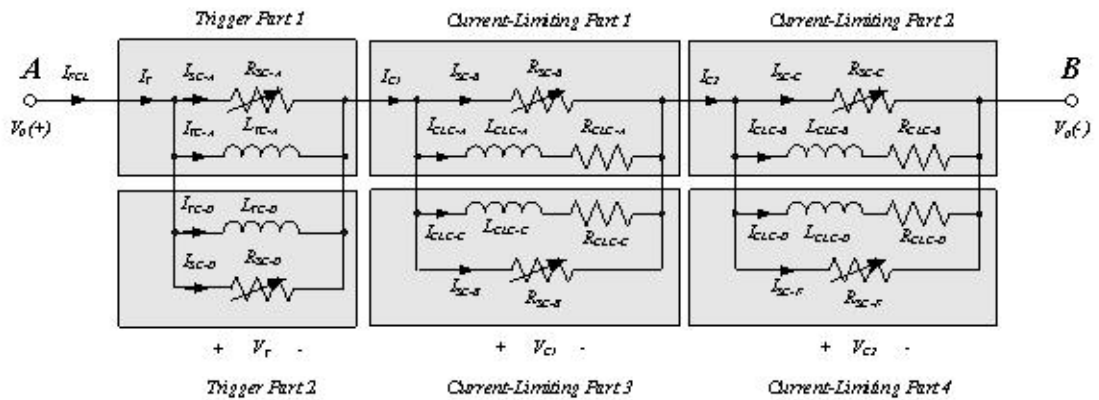 Trigger Part 1 Current-Limiting Part 1 Current-Limiting Part 2
A I_FCL I_T I_SC-A R_SC-A I_C1 I_SC-B R_SC-B I_C2 I_SC-C R_SC-C B
V_o(+) I_TC-A L_TC-A I_CLC-A L_CLC-A R_CLC-A I_CLC-B L_CLC-B R_CLC-B V_o(-)
I_TC-D L_TC-D I_CLC-C L_CLC-C R_CLC-C I_CLC-D L_CLC-D R_CLC-D
I_SC-D R_SC-D I_SC-E R_SC-E I_SC-F R_SC-F
+ V_T - + V_C1 - + V_C2 -
Trigger Part 2 Current-Limiting Part 3 Current-Limiting Part 4